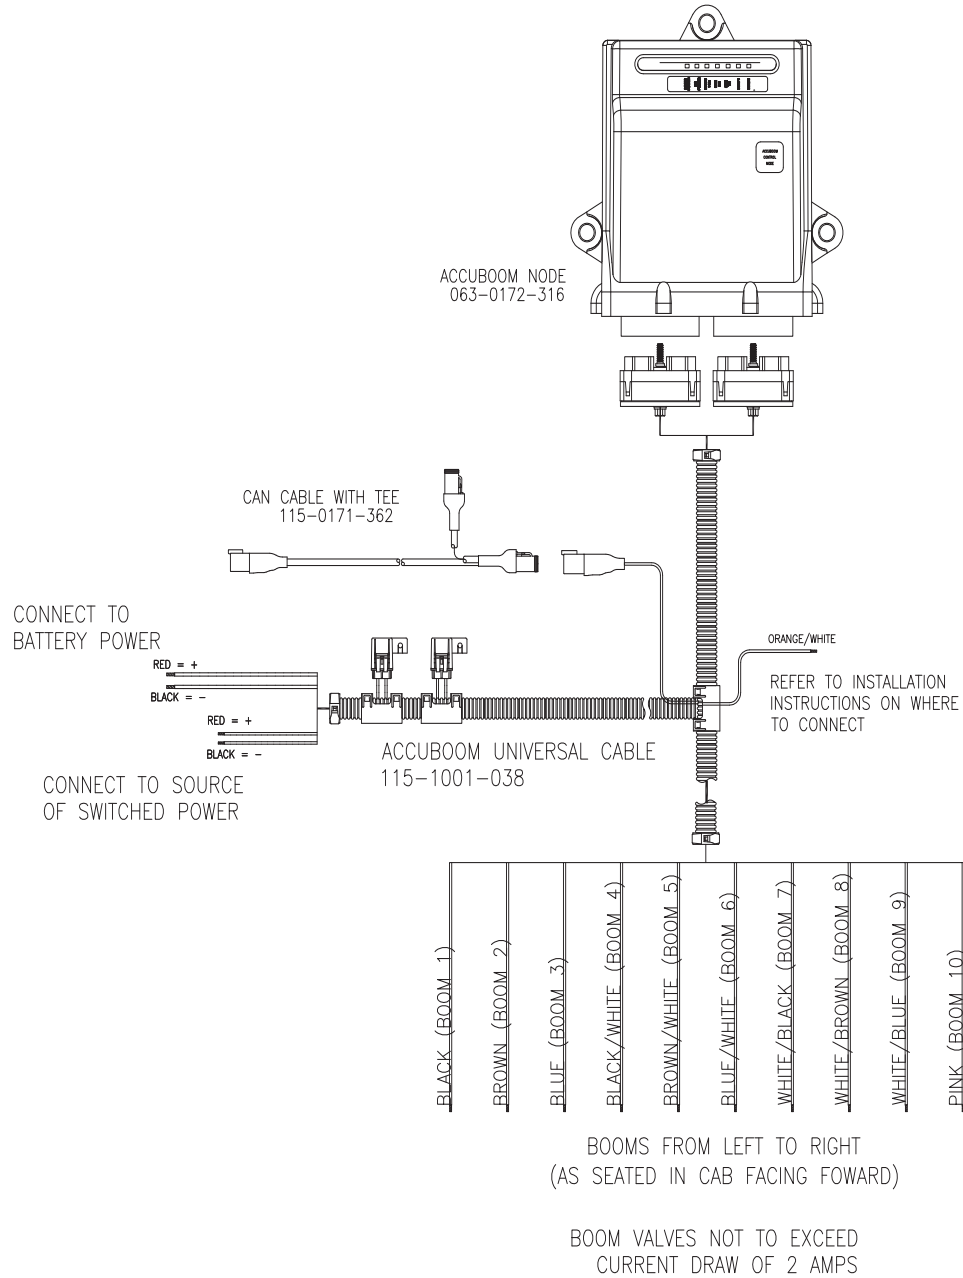 ACCUBOOM
CONTROL
NODE
ACCUBOOM NODE
063-0172-316
CAN CABLE WITH TEE
115-0171-362
CONNECT TO
BATTERY POWER
RED = +
BLACK = -
RED = +
BLACK = -
CONNECT TO SOURCE
OF SWITCHED POWER
ORANGE/WHITE
REFER TO INSTALLATION
INSTRUCTIONS ON WHERE
TO CONNECT
ACCUBOOM UNIVERSAL CABLE
115-1001-038
BLACK (BOOM 1)
BROWN (BOOM 2)
BLUE (BOOM 3)
BLACK/WHITE (BOOM 4)
BROWN/WHITE (BOOM 5)
BLUE/WHITE (BOOM 6)
WHITE/BLACK (BOOM 7)
WHITE/BROWN (BOOM 8)
WHITE/BLUE (BOOM 9)
PINK (BOOM 10)
BOOMS FROM LEFT TO RIGHT
(AS SEATED IN CAB FACING FOWARD)
BOOM VALVES NOT TO EXCEED
CURRENT DRAW OF 2 AMPS